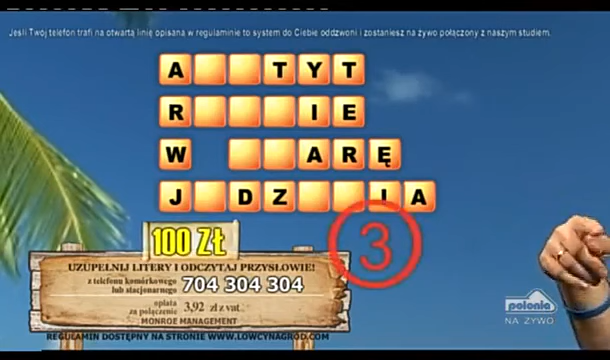 Jeśli Twój telefon trafi na otwartą linię opisaną w regulaminie to system do Ciebie oddzwoni i zostaniesz na żywo połączony z naszym studiem.
A TYT
R IE
W ARĘ
J DZ IA
100 ZŁ
3
UZUPEŁNIJ LITERY I ODCZYTAJ PRZYSŁOWIE!
z telefonu komórkowego
lub stacjonarnego
704 304 304
opłata
za połączenie
3,92 zł z vat
MONROE MANAGEMENT
REGULAMIN DOSTĘPNY NA STRONIE WWW.LOWCYNAGROD.COM
polonia
NA ŻYWO